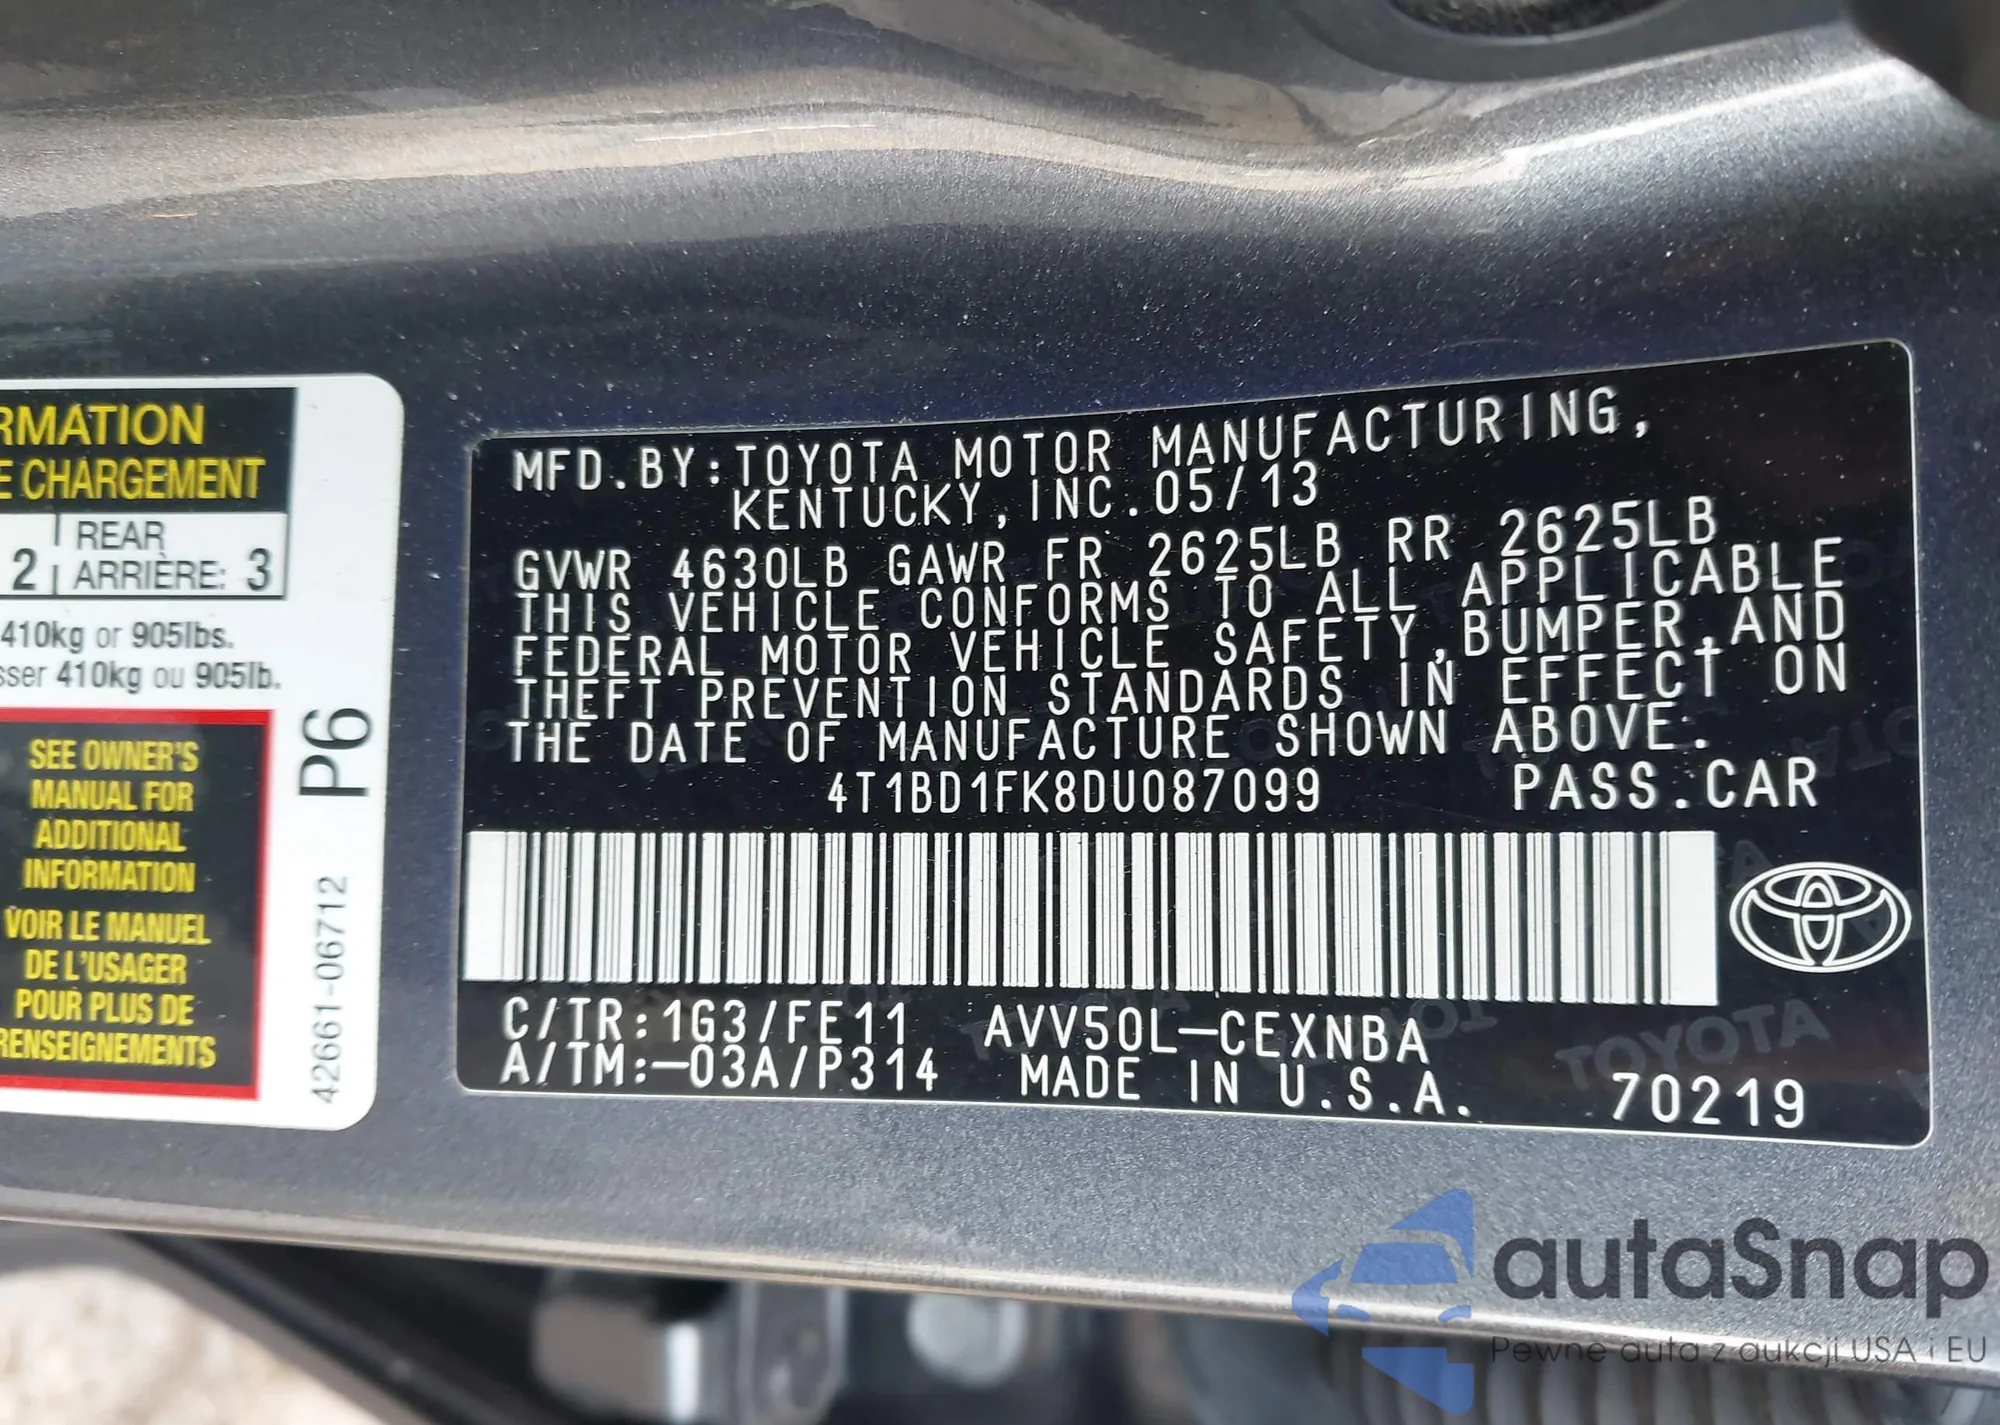 RMATION
E CHARGEMENT
2 REAR
ARRIÈRE: 3
410kg or 905lbs.
sser 410kg ou 905lb.
SEE OWNER'S
MANUAL FOR
ADDITIONAL
INFORMATION
VOIR LE MANUEL
DE L'USAGER
POUR PLUS DE
RENSEIGNEMENTS
P6
42661-06712
MFD.BY:TOYOTA MOTOR MANUFACTURING,
KENTUCKY,INC.05/13
GVWR 4630LB GAWR FR 2625LB RR 2625LB
THIS VEHICLE CONFORMS TO ALL APPLICABLE
FEDERAL MOTOR VEHICLE SAFETY,BUMPER,AND
THEFT PREVENTION STANDARDS IN EFFECT ON
THE DATE OF MANUFACTURE SHOWN ABOVE.
4T1BD1FK8DU087099 PASS.CAR
C/TR:1G3/FE11 AVV50L-CEXNBA
A/TM:-03A/P314 MADE IN U.S.A. 70219
TOYOTA
autaSnap
Pewne auta z aukcji USA i EU